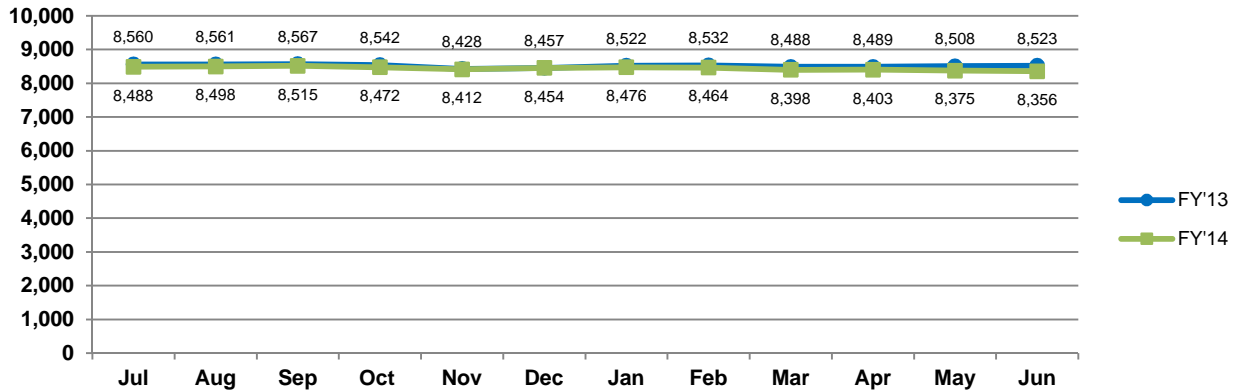 10,000
9,000
8,000
7,000
6,000
5,000
4,000
3,000
2,000
1,000
0
8,560 8,561 8,567 8,542 8,428 8,457 8,522 8,532 8,488 8,489 8,508 8,523
8,488 8,498 8,515 8,472 8,412 8,454 8,476 8,464 8,398 8,403 8,375 8,356
Jul Aug Sep Oct Nov Dec Jan Feb Mar Apr May Jun
FY'13
FY'14